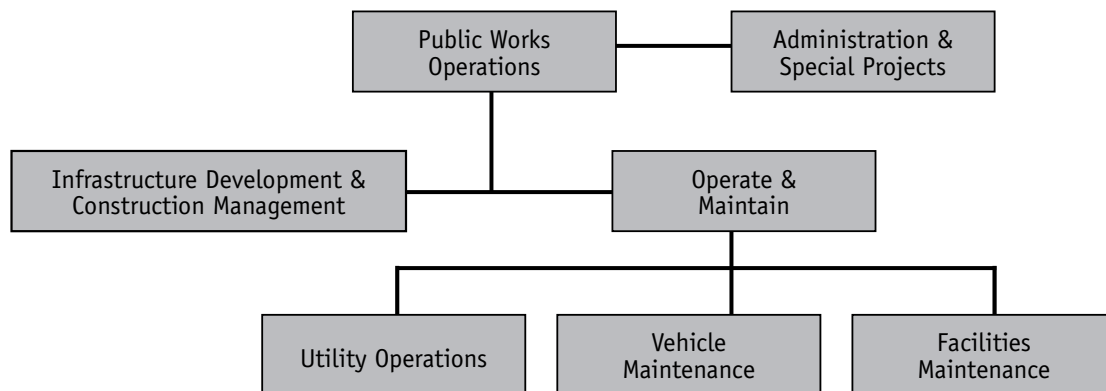 Public Works
Operations
Administration &
Special Projects
Infrastructure Development &
Construction Management
Operate &
Maintain
Utility Operations
Vehicle
Maintenance
Facilities
Maintenance